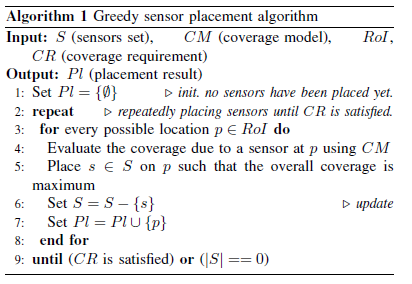 Algorithm 1 Greedy sensor placement algorithm
Input: S (sensors set), CM (coverage model), RoI,
CR (coverage requirement)
Output: Pl (placement result)
1: Set Pl = {∅} ▷ init. no sensors have been placed yet.
2: repeat ▷ repeatedly placing sensors until CR is satisfied.
3: for every possible location p ∈ RoI do
4: Evaluate the coverage due to a sensor at p using CM
5: Place s ∈ S on p such that the overall coverage is
maximum
6: Set S = S − {s} ▷ update
7: Set Pl = Pl ∪ {p}
8: end for
9: until (CR is satisfied) or (|S| == 0)